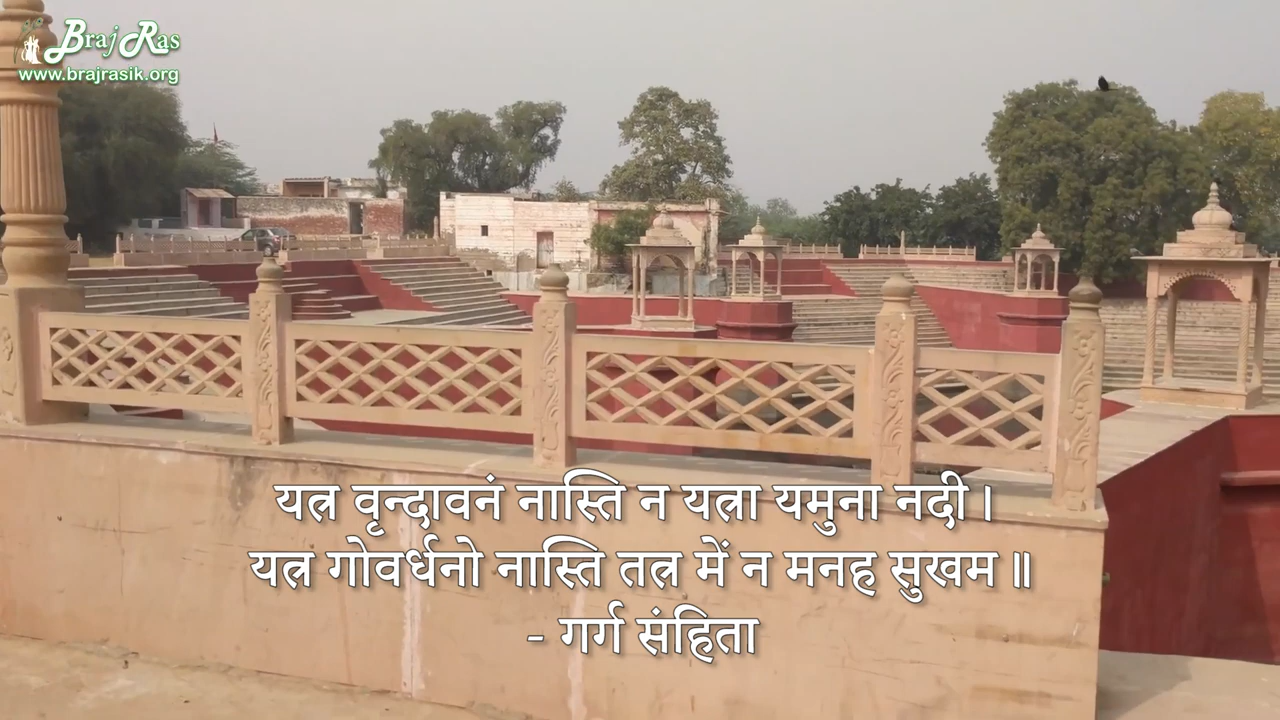 Braj Ras
www.brajrasik.org
यत्र वृन्दावनं नास्ति न यत्रा यमुना नदी।
यत्र गोवर्धनो नास्ति तत्र में न मनह सुखम॥
- गर्ग संहिता